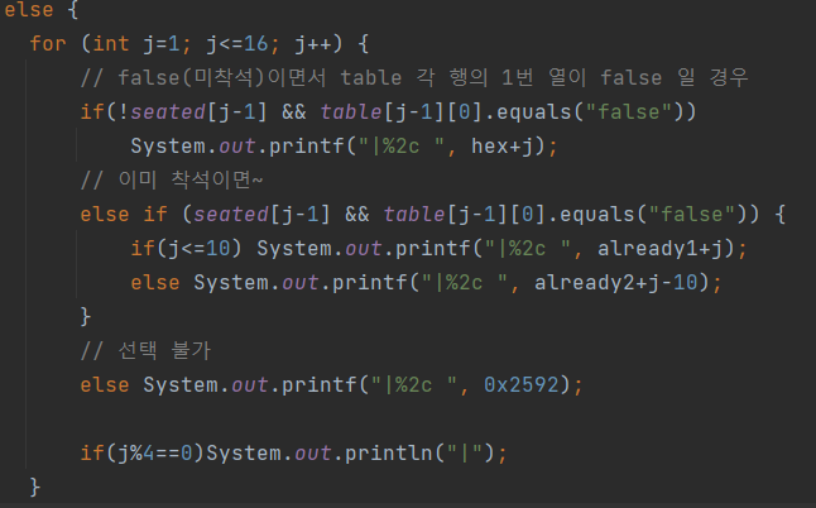 else {
for (int j=1; j<=16; j++) {
// false(미착석)이면서 table 각 행의 1번 열이 false 일 경우
if(!seated[j-1] && table[j-1][0].equals("false"))
System.out.printf("|%2c ", hex+j);
// 이미 착석이면~
else if (seated[j-1] && table[j-1][0].equals("false")) {
if(j<=10) System.out.printf("|%2c ", already1+j);
else System.out.printf("|%2c ", already2+j-10);
}
// 선택 불가
else System.out.printf("|%2c ", 0x2592);
if(j%4==0)System.out.println("|");
}